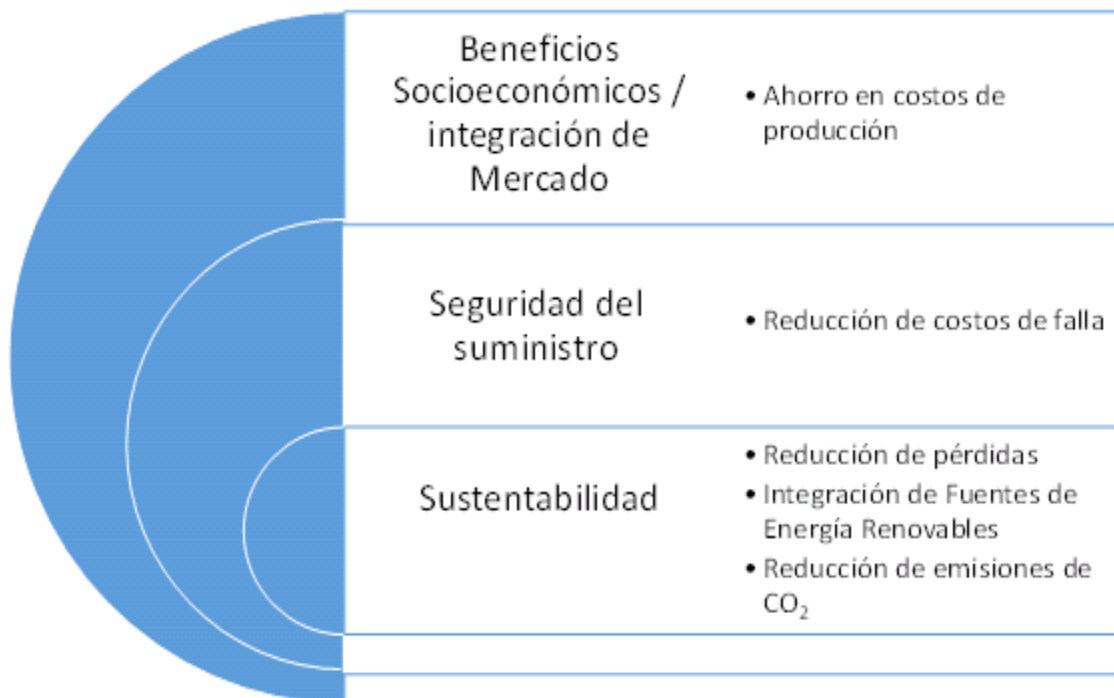 Beneficios
Socioeconómicos /
integración de
Mercado
• Ahorro en costos de
producción
Seguridad del
suministro
• Reducción de costos de falla
Sustentabilidad
• Reducción de pérdidas
• Integración de Fuentes de
Energía Renovables
• Reducción de emisiones de
CO₂